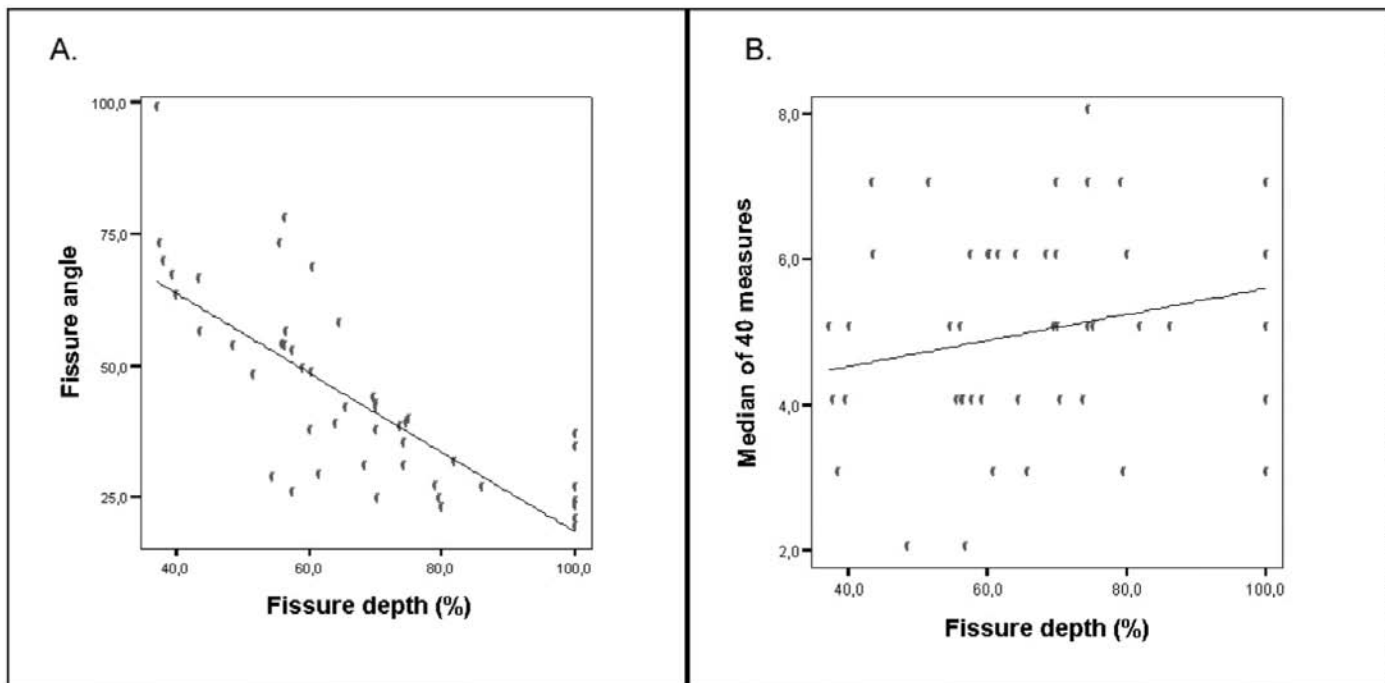 A.
100,0
75,0
50,0
25,0
Fissure angle
40,0 60,0 80,0 100,0
Fissure depth (%)
B.
8,0
6,0
4,0
2,0
Median of 40 measures
40,0 60,0 80,0 100,0
Fissure depth (%)